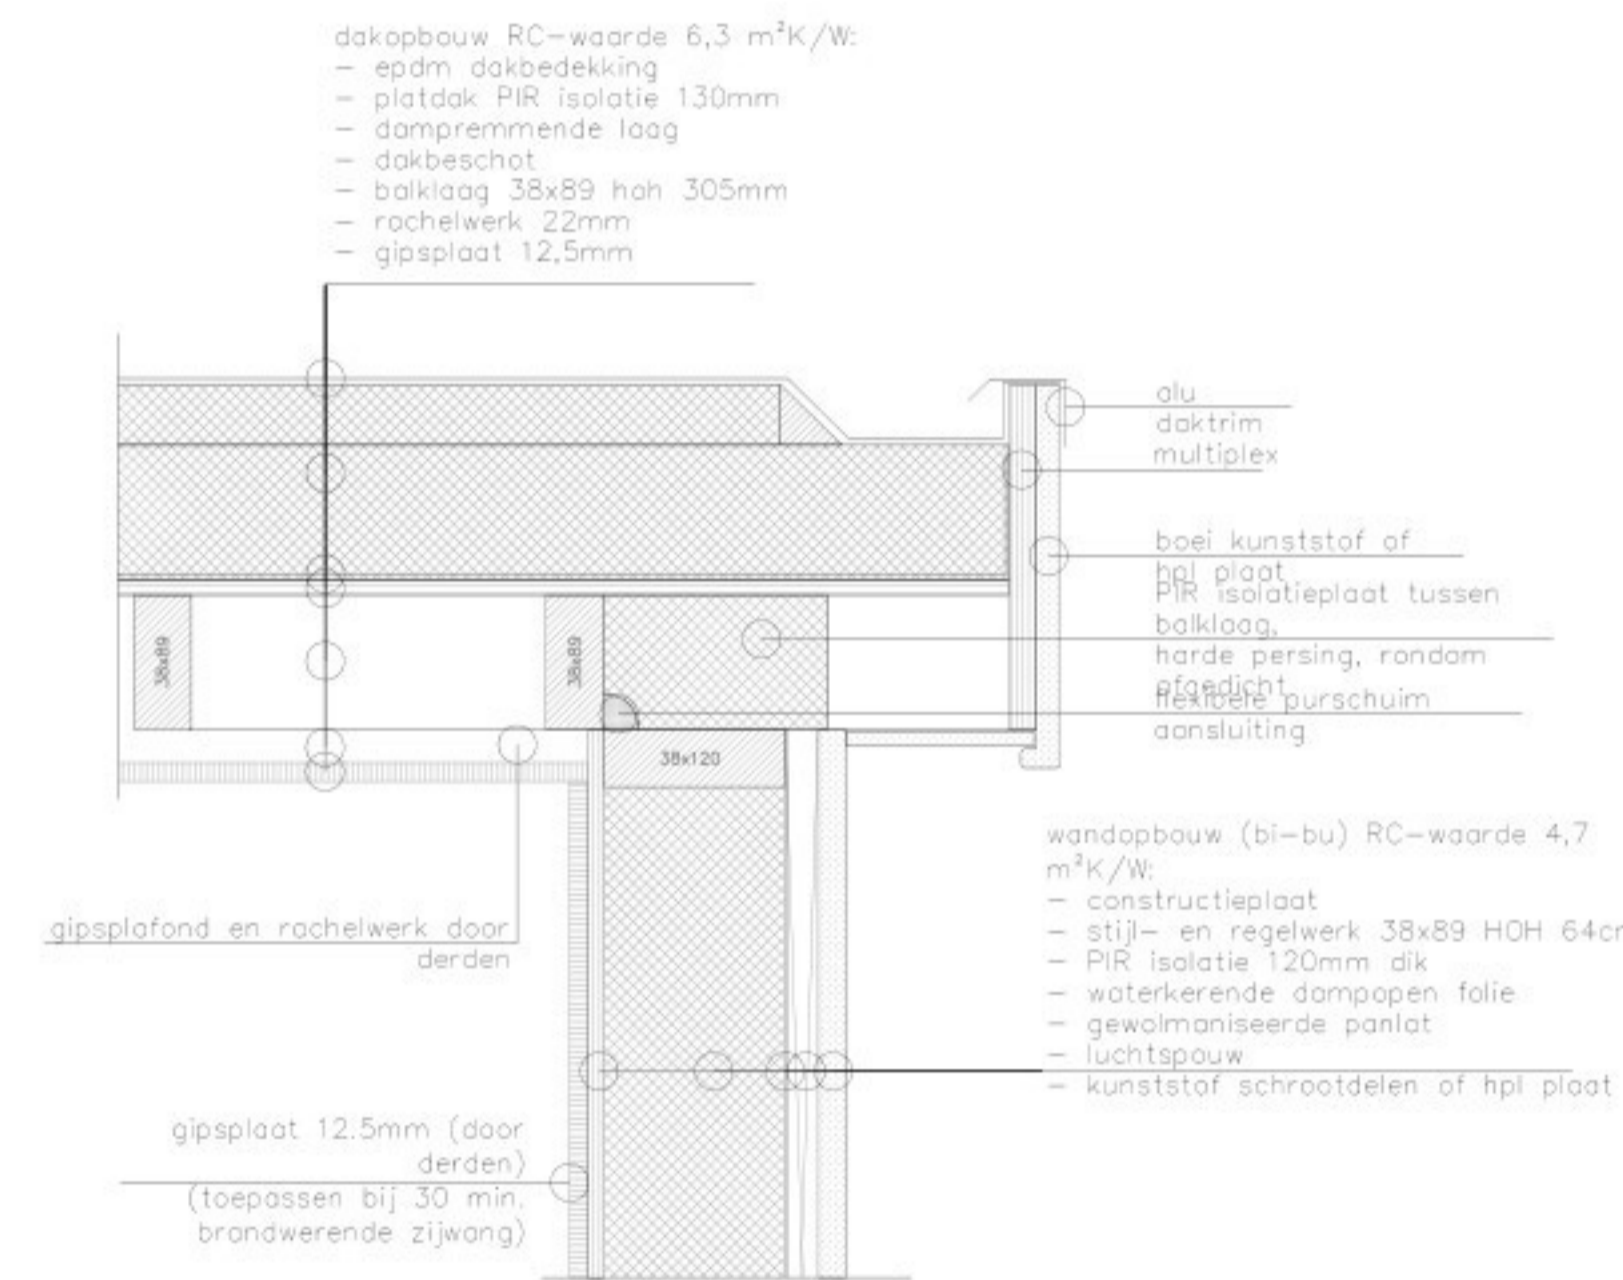 dakopbouw RC-waarde 6,3 m²K/W:
- epdm dakbedekking
- platdak PIR isolatie 130mm
- dampremmende laag
- dakbeschot
- balklaag 38x89 hoh 305mm
- rachelwerk 22mm
- gipsplaat 12,5mm
alu
daktrim
multiplex
boei kunststof of
hpl plaat
PIR isolatieplaat tussen
balklaag,
harde persing, rondom
afgedicht
flexibele purschuim
aansluiting
38x89
38x89
38x120
gipsplafond en rachelwerk door
derden
wandopbouw (bi-bu) RC-waarde 4,7
m²K/W:
- constructieplaat
- stijl- en regelwerk 38x89 HOH 64cm
- PIR isolatie 120mm dik
- waterkerende dampopen folie
- gewolmaniseerde panlat
- luchtspouw
- kunststof schrootdelen of hpl plaat
gipsplaat 12.5mm (door
derden)
(toepassen bij 30 min.
brandwerende zijwang)